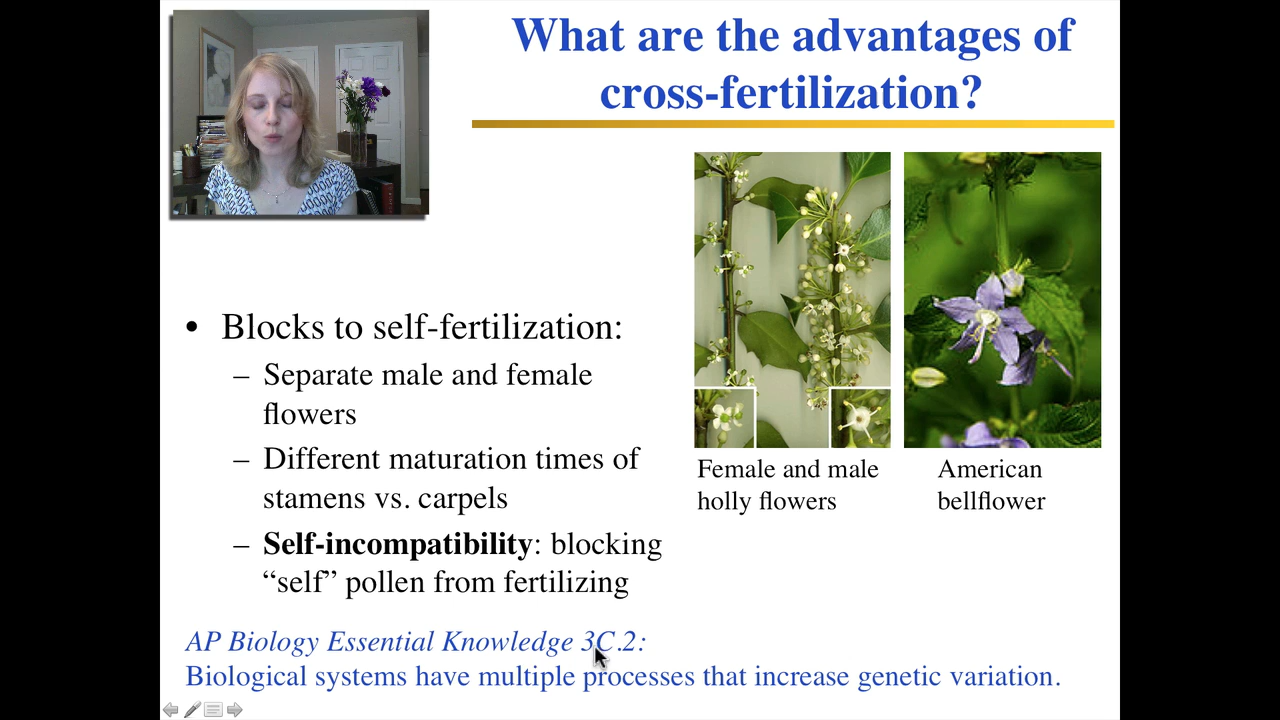 What are the advantages of
cross-fertilization?
• Blocks to self-fertilization:
– Separate male and female
flowers
– Different maturation times of
stamens vs. carpels
– Self-incompatibility: blocking
“self” pollen from fertilizing
Female and male
holly flowers
American
bellflower
AP Biology Essential Knowledge 3C.2:
Biological systems have multiple processes that increase genetic variation.